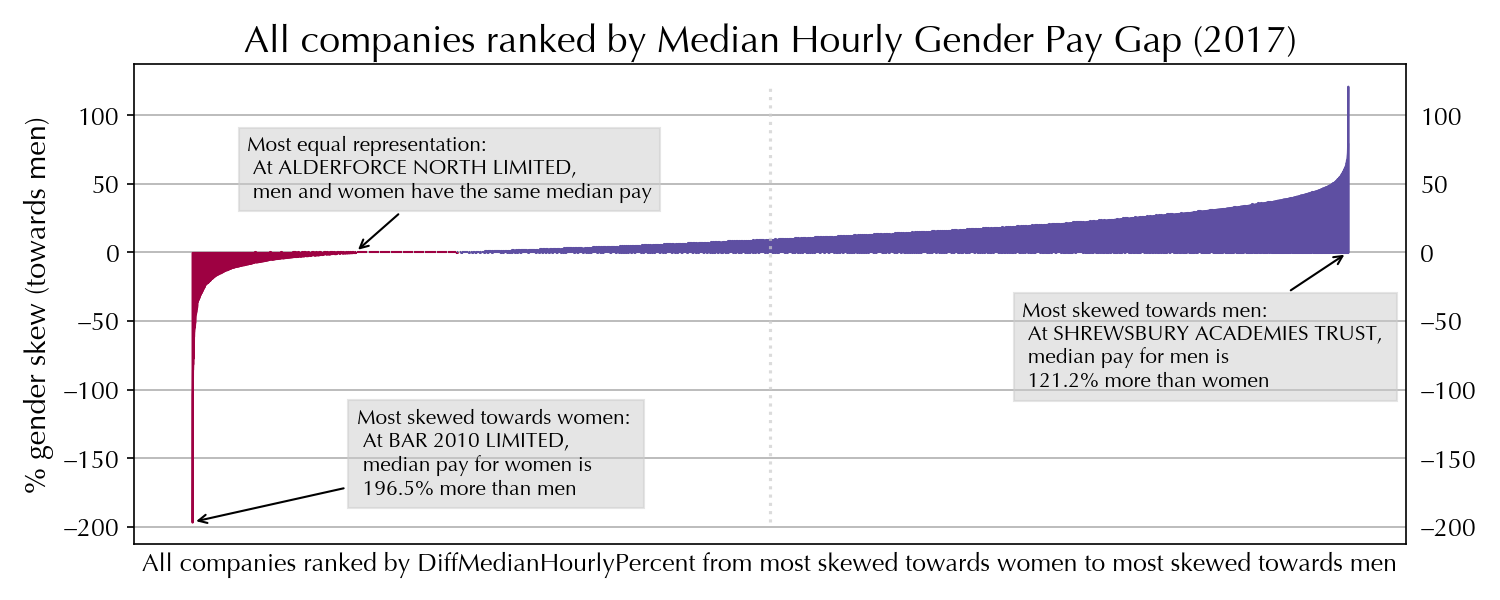 All companies ranked by Median Hourly Gender Pay Gap (2017)
% gender skew (towards men)
100
50
0
−50
−100
−150
−200
Most equal representation:
At ALDERFORCE NORTH LIMITED,
men and women have the same median pay
Most skewed towards women:
At BAR 2010 LIMITED,
median pay for women is
196.5% more than men
Most skewed towards men:
At SHREWSBURY ACADEMIES TRUST,
median pay for men is
121.2% more than women
100
50
0
−50
−100
−150
−200
All companies ranked by DiffMedianHourlyPercent from most skewed towards women to most skewed towards men